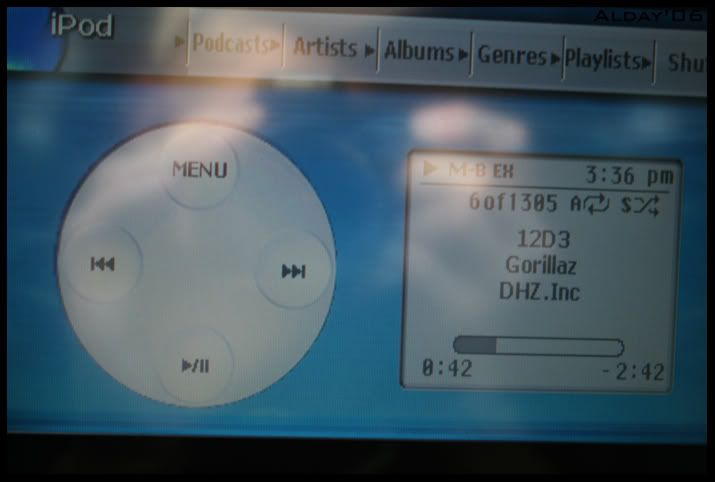 ALDAY'06
iPod
Podcasts Artists Albums Genres Playlists Shu
MENU
M-B EX 3:36 pm
6of1305 A S
12D3
Gorillaz
DHZ.Inc
0:42 -2:42